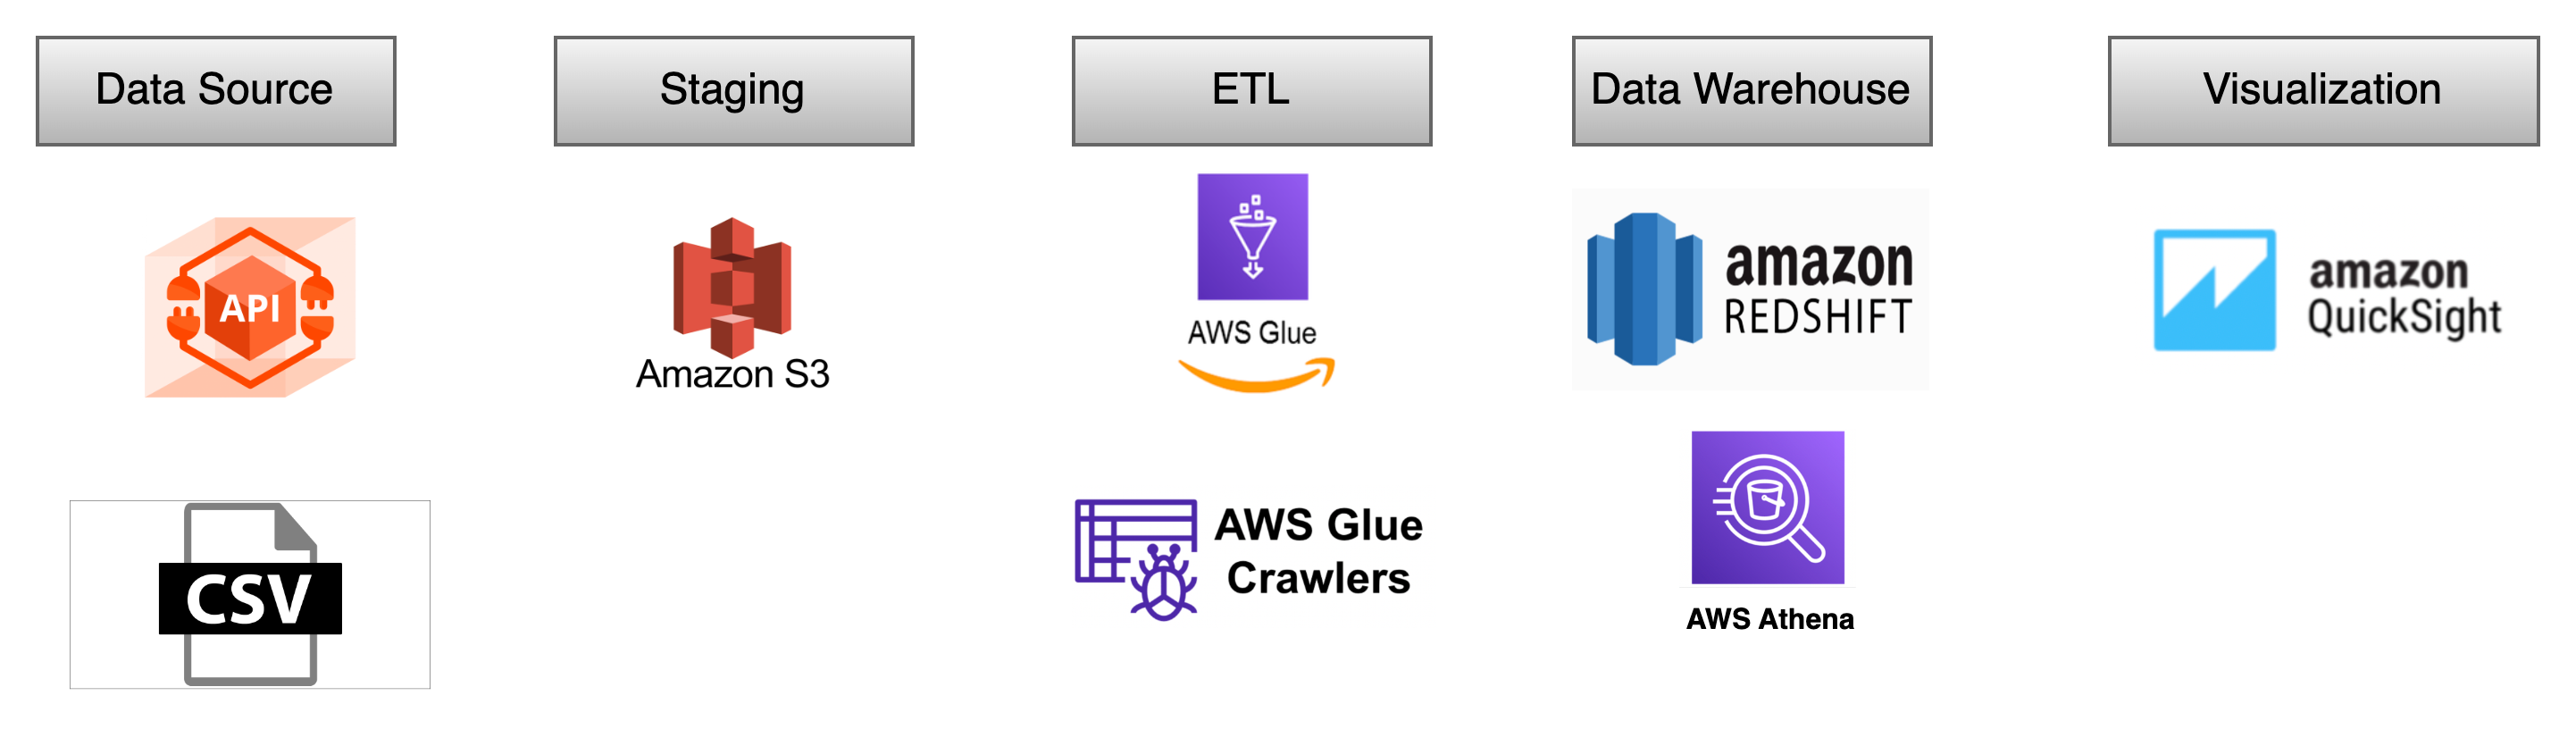 Data Source
Staging
ETL
Data Warehouse
Visualization
API
Amazon S3
AWS Glue
amazon
REDSHIFT
amazon
QuickSight
CSV
AWS Glue
Crawlers
AWS Athena